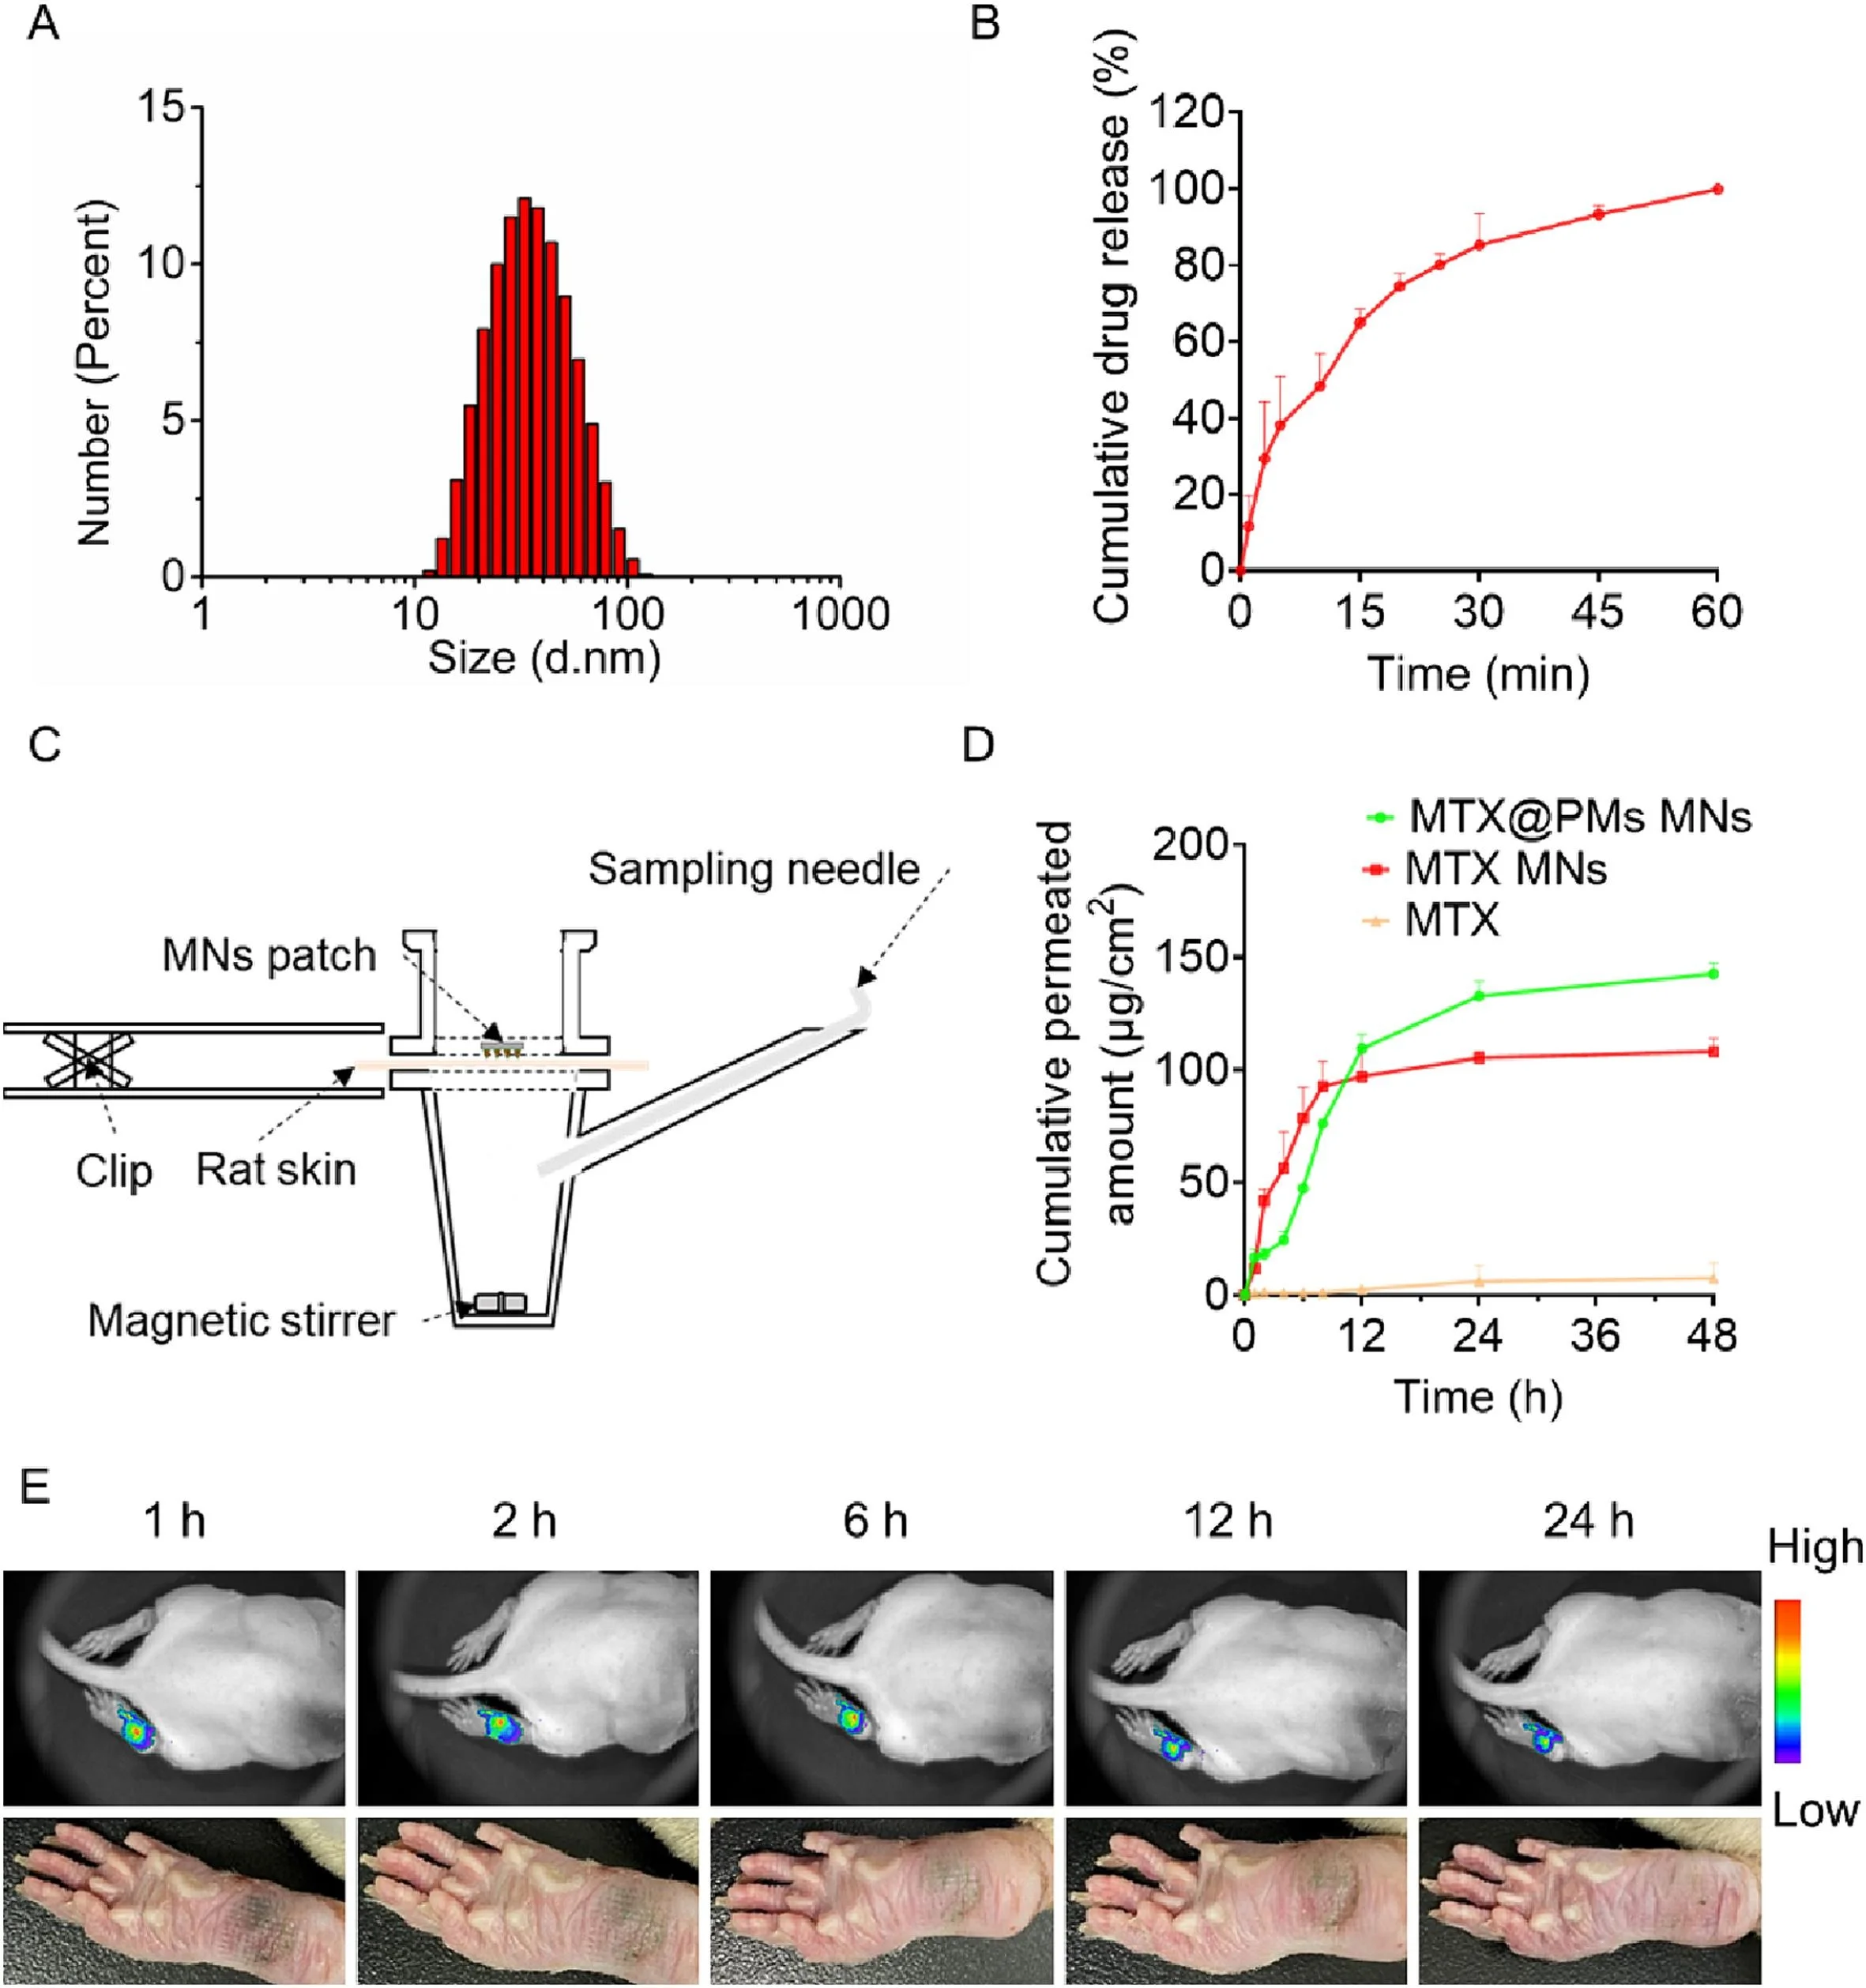 A
15
10
5
0
1
10
100
1000
Number (Percent)
Size (d.nm)
B
120
100
80
60
40
20
0
0
15
30
45
60
Cumulative drug release (%)
Time (min)
C
Sampling needle
MNs patch
Clip
Rat skin
Magnetic stirrer
D
MTX@PMs MNs
MTX MNs
MTX
200
150
100
50
0
0
12
24
36
48
Cumulative permeated
amount (µg/cm²)
Time (h)
E
1 h
2 h
6 h
12 h
24 h
High
Low